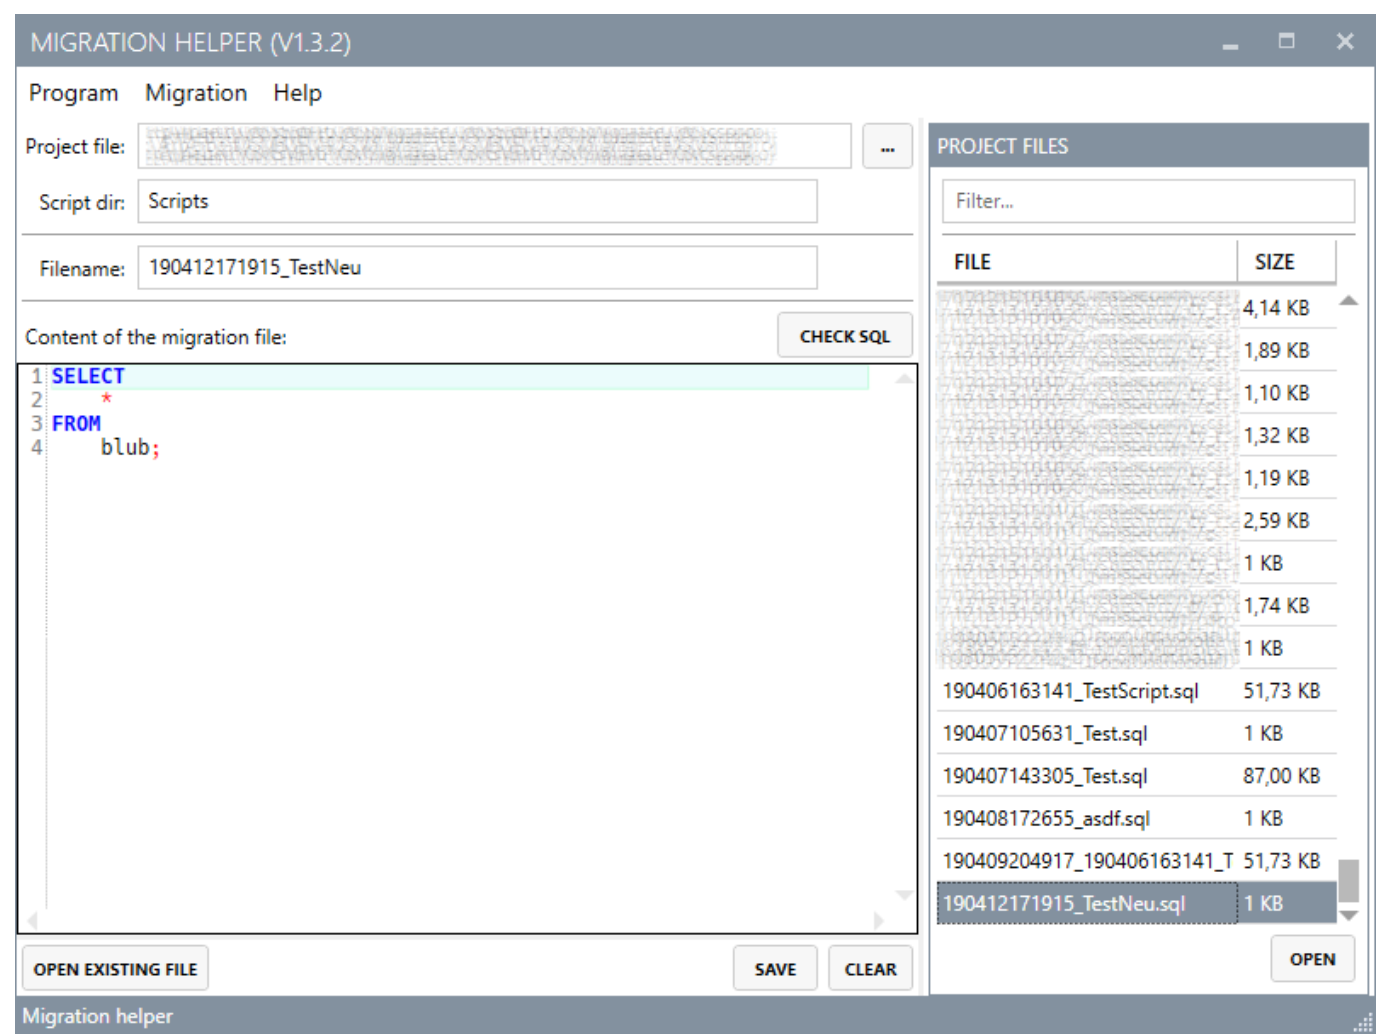 MIGRATION HELPER (V1.3.2)
Program Migration Help
Project file: ...
Script dir: Scripts
Filename: 190412171915_TestNeu
Content of the migration file: CHECK SQL
1 SELECT
2 *
3 FROM
4 blub;
OPEN EXISTING FILE SAVE CLEAR
PROJECT FILES
Filter...
FILE SIZE
4,14 KB
1,89 KB
1,10 KB
1,32 KB
1,19 KB
2,59 KB
1 KB
1,74 KB
1 KB
190406163141_TestScript.sql 51,73 KB
190407105631_Test.sql 1 KB
190407143305_Test.sql 87,00 KB
190408172655_asdf.sql 1 KB
190409204917_190406163141_T 51,73 KB
190412171915_TestNeu.sql 1 KB
OPEN
Migration helper